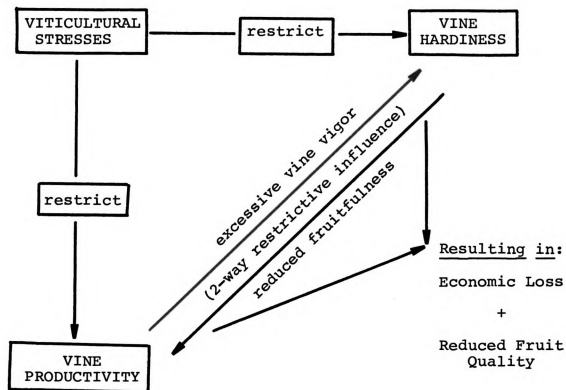 VITICULTURAL
STRESSES
restrict
VINE
HARDINESS
restrict
excessive vine vigor
(2-way restrictive influence)
reduced fruitfulness
Resulting in:
Economic Loss
+
Reduced Fruit
Quality
VINE
PRODUCTIVITY